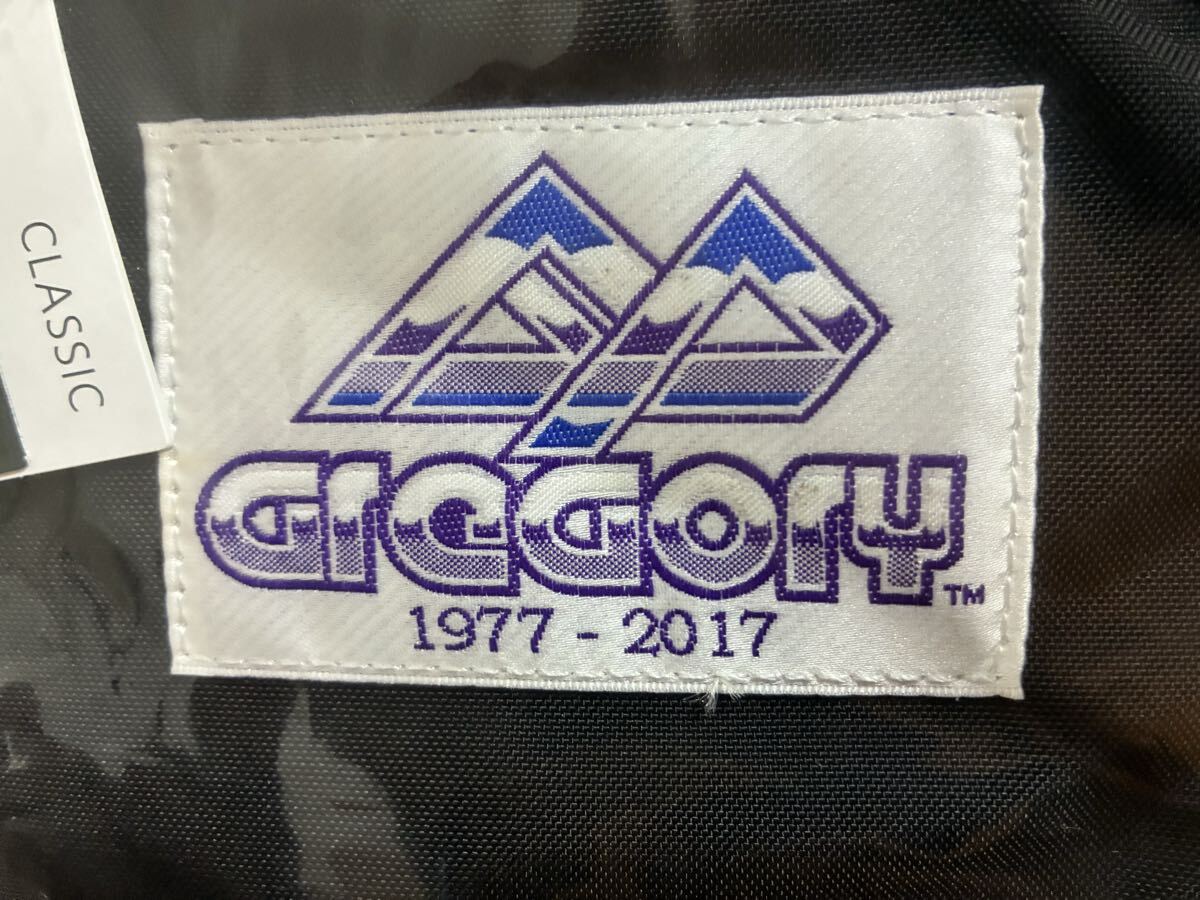 CLASSIC
GreGory™
1977 - 2017